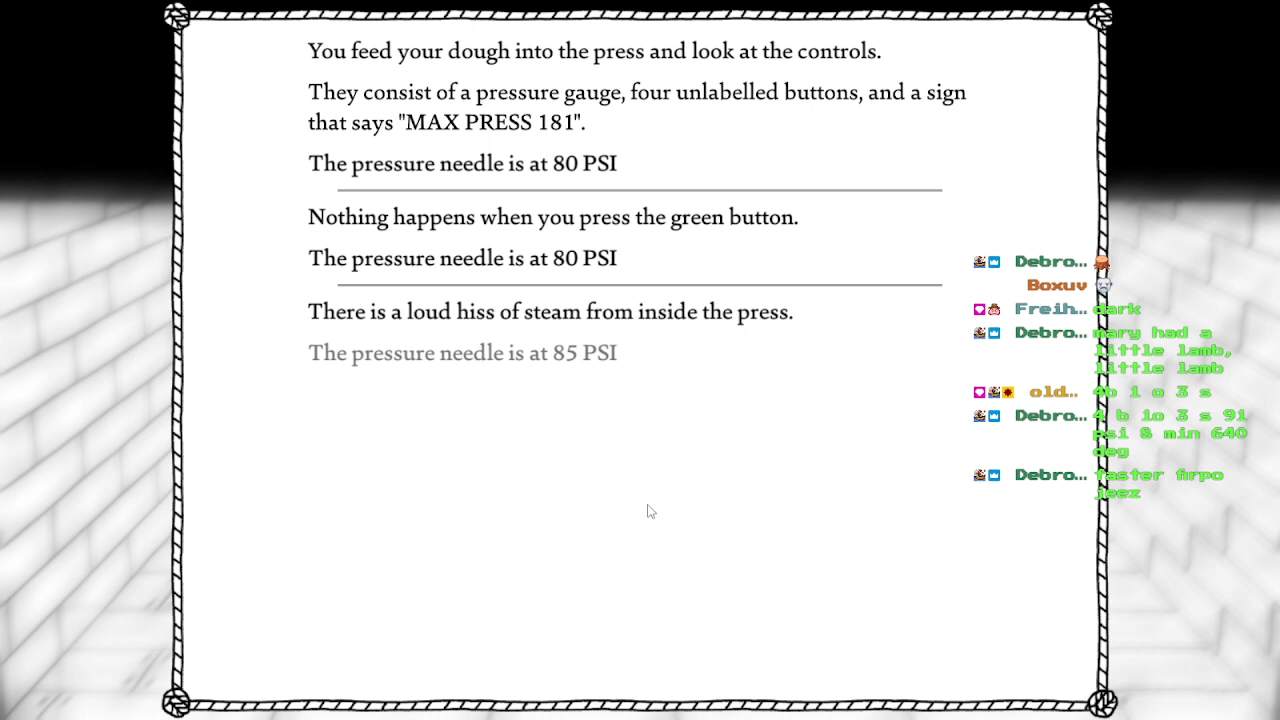 You feed your dough into the press and look at the controls.
They consist of a pressure gauge, four unlabelled buttons, and a sign
that says "MAX PRESS 181".
The pressure needle is at 80 PSI
Nothing happens when you press the green button.
The pressure needle is at 80 PSI
There is a loud hiss of steam from inside the press.
The pressure needle is at 85 PSI
Debro...
Boxuv
Freih... dark
Debro... mary had a
little lamb,
little lamb
old... 4b 1 o 3 s
Debro... 4 b 1o 3 s 91
psi 8 min 640
deg
Debro... faster firpo
jeez